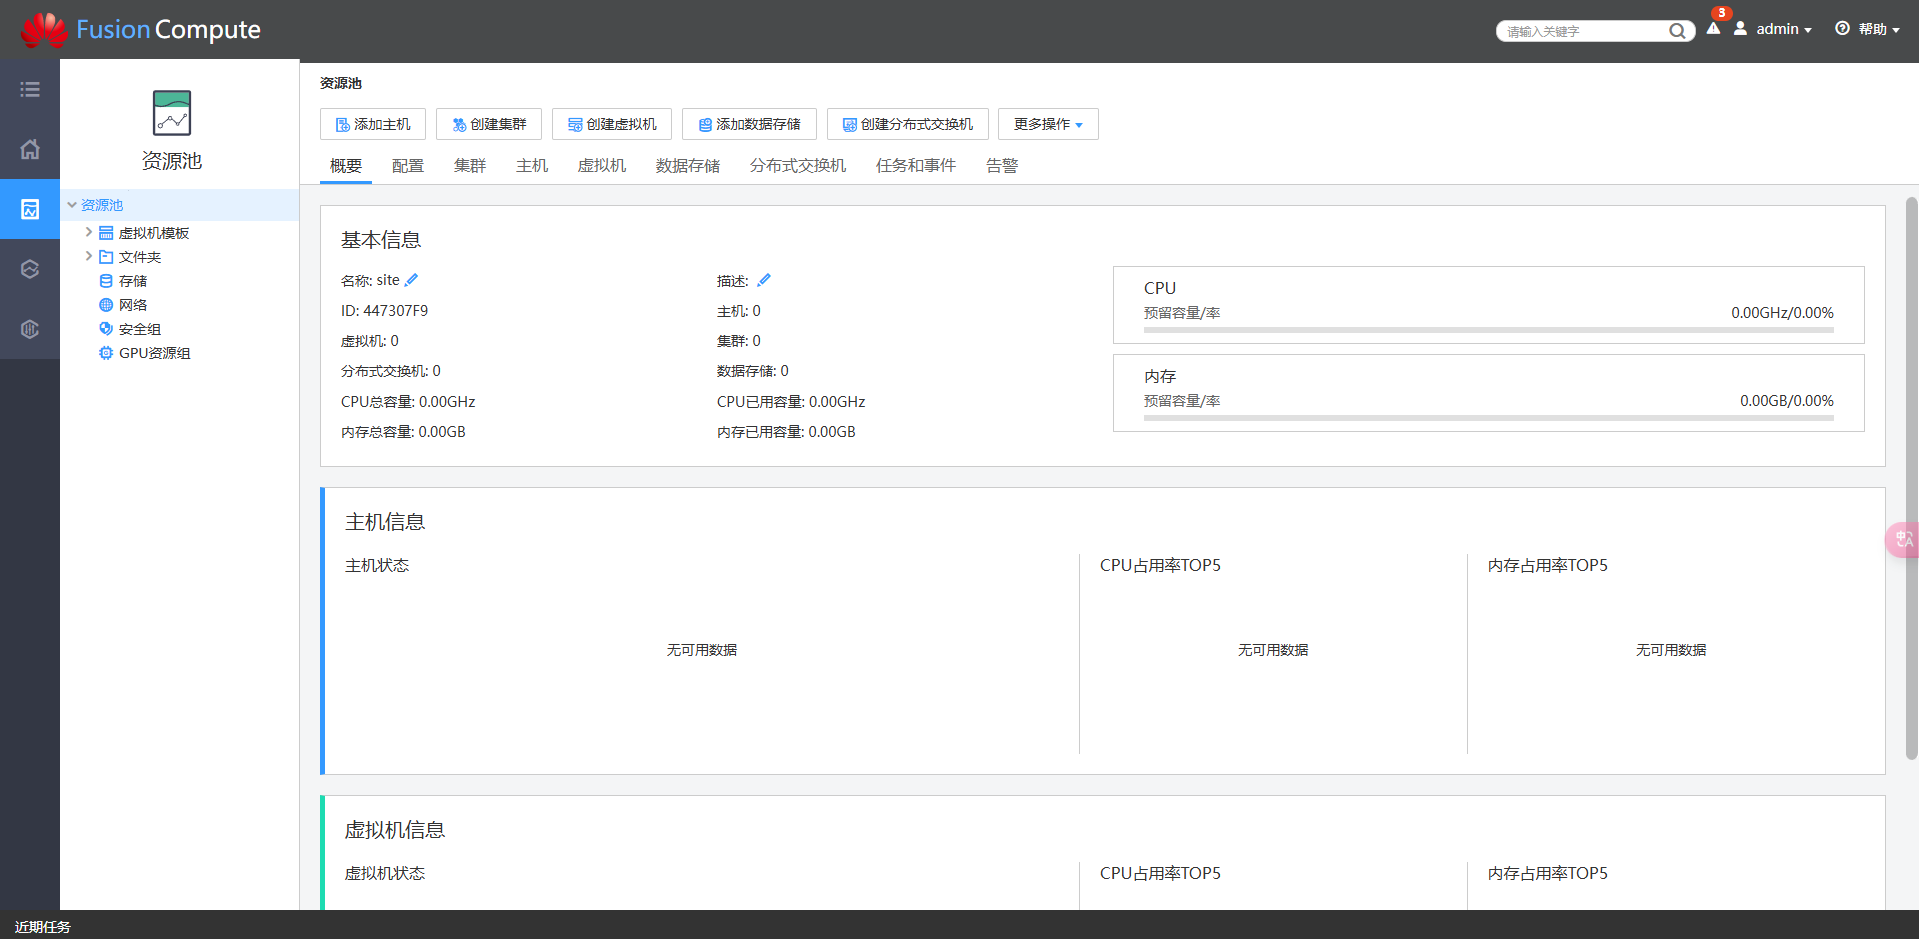 Fusion Compute
请输入关键字
3
admin
帮助
资源池
资源池
虚拟机模板
文件夹
存储
网络
安全组
GPU资源组
资源池
添加主机 创建集群 创建虚拟机 添加数据存储 创建分布式交换机 更多操作
概要 配置 集群 主机 虚拟机 数据存储 分布式交换机 任务和事件 告警
基本信息
名称: site 描述:
ID: 447307F9 主机: 0
虚拟机: 0 集群: 0
分布式交换机: 0 数据存储: 0
CPU总容量: 0.00GHz CPU已用容量: 0.00GHz
内存总容量: 0.00GB 内存已用容量: 0.00GB
CPU
预留容量/率 0.00GHz/0.00%
内存
预留容量/率 0.00GB/0.00%
主机信息
主机状态 CPU占用率TOP5 内存占用率TOP5
无可用数据 无可用数据 无可用数据
虚拟机信息
虚拟机状态 CPU占用率TOP5 内存占用率TOP5
中A
近期任务